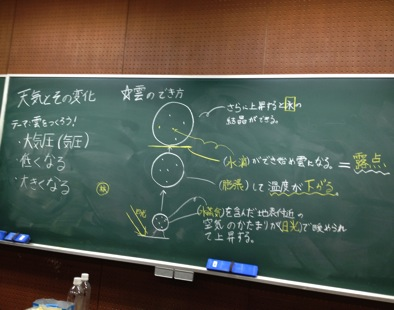 天気とその変化
☆雲のでき方
テーマ:雲をつくろう!
・大気圧(気圧)
・低くなる
・大きくなる
さらに上昇すると氷の
結晶ができる。
(水滴)ができ始め雲になる。=露点
(膨張)して温度が下がる。
(水蒸気)を含んだ地表付近の
空気のかたまりが(日光)で暖められ
て上昇する。